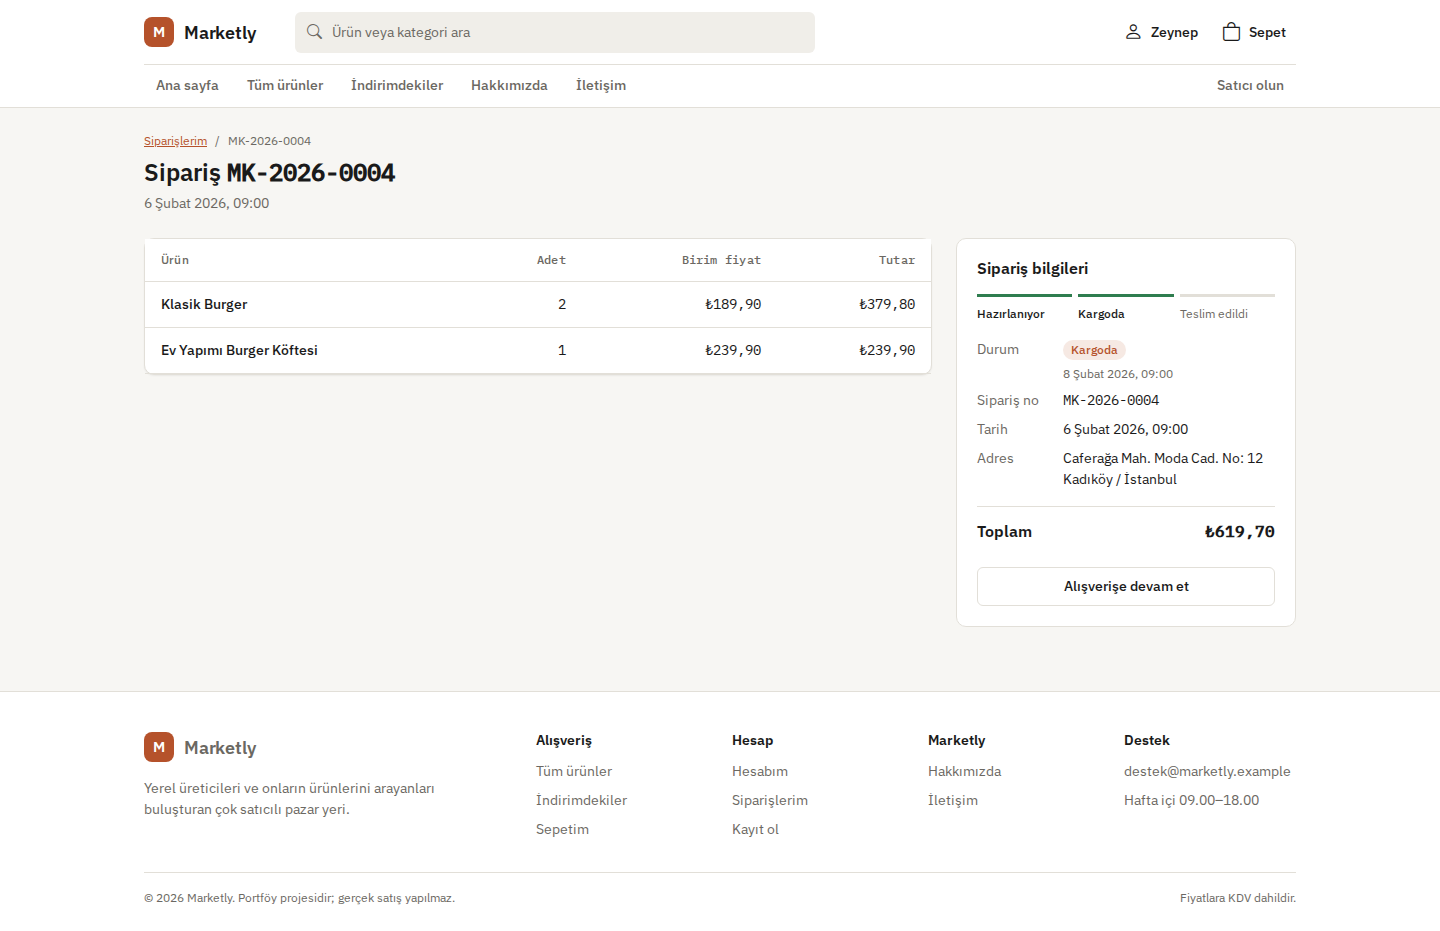 M Marketly
Ürün veya kategori ara
Zeynep
Sepet
Ana sayfa
Tüm ürünler
İndirimdekiler
Hakkımızda
İletişim
Satıcı olun
Siparişlerim / MK-2026-0004
Sipariş MK-2026-0004
6 Şubat 2026, 09:00
Ürün Adet Birim fiyat Tutar
Klasik Burger 2 ₺189,90 ₺379,80
Ev Yapımı Burger Köftesi 1 ₺239,90 ₺239,90
Sipariş bilgileri
Hazırlanıyor Kargoda Teslim edildi
Durum Kargoda
8 Şubat 2026, 09:00
Sipariş no MK-2026-0004
Tarih 6 Şubat 2026, 09:00
Adres Caferağa Mah. Moda Cad. No: 12
Kadıköy / İstanbul
Toplam ₺619,70
Alışverişe devam et
M Marketly
Yerel üreticileri ve onların ürünlerini arayanları
buluşturan çok satıcılı pazar yeri.
Alışveriş
Tüm ürünler
İndirimdekiler
Sepetim
Hesap
Hesabım
Siparişlerim
Kayıt ol
Marketly
Hakkımızda
İletişim
Destek
destek@marketly.example
Hafta içi 09.00–18.00
© 2026 Marketly. Portföy projesidir; gerçek satış yapılmaz.
Fiyatlara KDV dahildir.